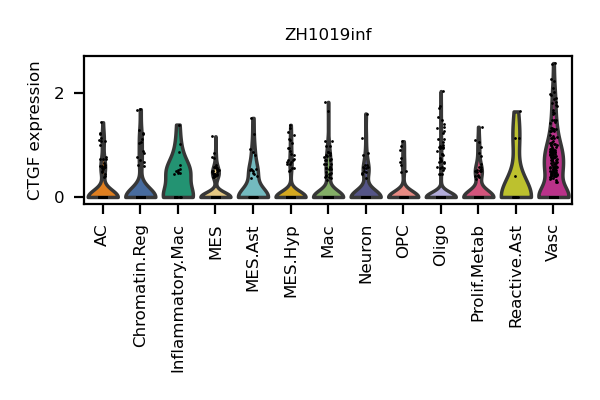 ZH1019inf
CTGF expression
2
0
AC
Chromatin.Reg
Inflammatory.Mac
MES
MES.Ast
MES.Hyp
Mac
Neuron
OPC
Oligo
Prolif.Metab
Reactive.Ast
Vasc